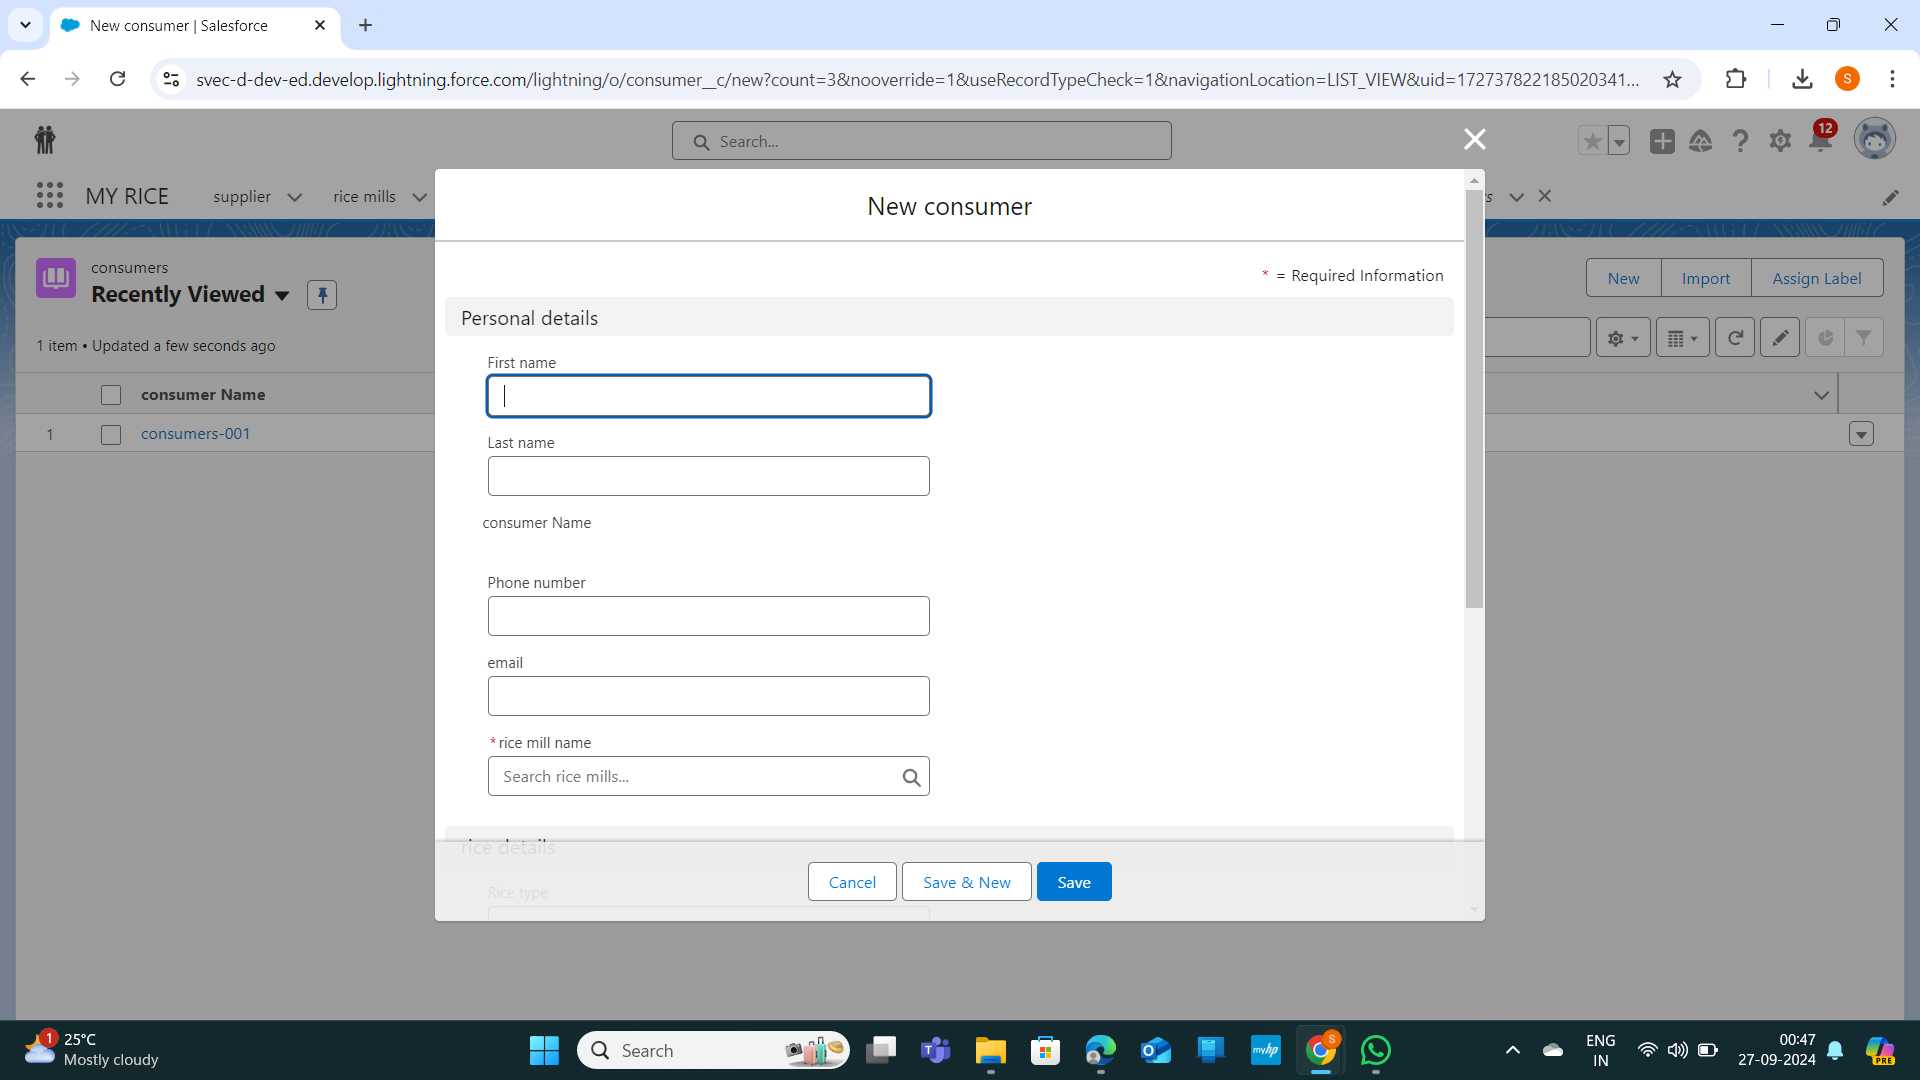 New consumer | Salesforce
svec-d-dev-ed.develop.lightning.force.com/lightning/o/consumer__c/new?count=3&nooverride=1&useRecordTypeCheck=1&navigationLocation=LIST_VIEW&uid=172737822185020341...
S
Search...
12
MY RICE
supplier
rice mills
New consumer
* = Required Information
consumers
Recently Viewed
New
Import
Assign Label
Personal details
1 item • Updated a few seconds ago
First name
consumer Name
Last name
1
consumers-001
consumer Name
Phone number
email
*rice mill name
Search rice mills...
rice details
Cancel
Save & New
Save
Rice type
1
25°C
Mostly cloudy
Search
myhp
S
ENG
IN
00:47
27-09-2024
PRE